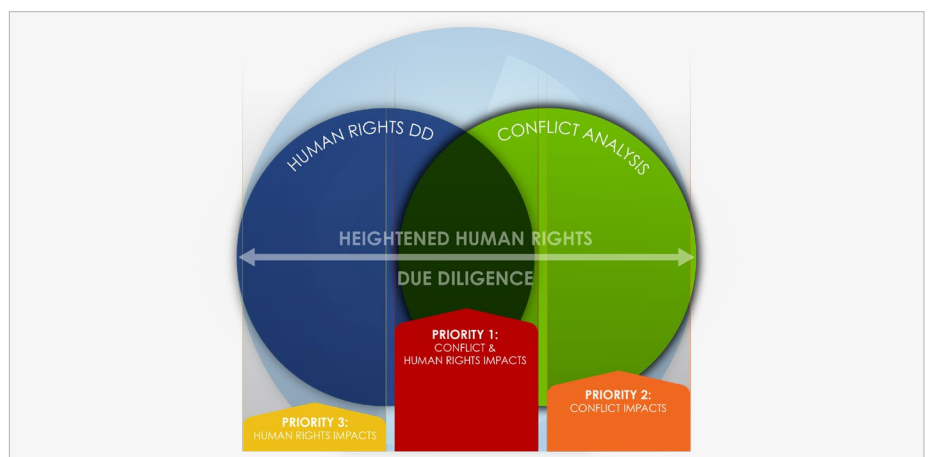 HUMAN RIGHTS DD
CONFLICT ANALYSIS
HEIGHTENED HUMAN RIGHTS
DUE DILIGENCE
PRIORITY 1:
CONFLICT &
HUMAN RIGHTS IMPACTS
PRIORITY 2:
CONFLICT IMPACTS
PRIORITY 3:
HUMAN RIGHTS IMPACTS